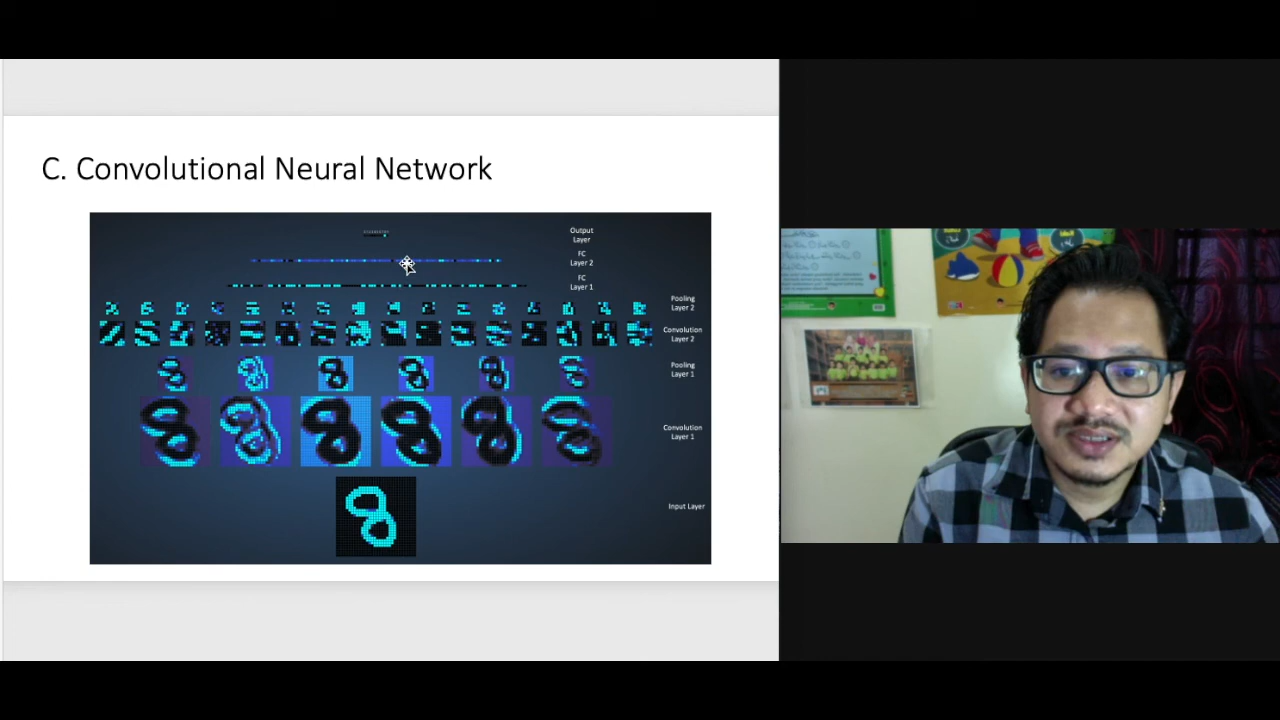 C. Convolutional Neural Network
Output
Layer
FC
Layer 2
FC
Layer 1
Pooling
Layer 2
Convolution
Layer 2
Pooling
Layer 1
Convolution
Layer 1
Input Layer
8